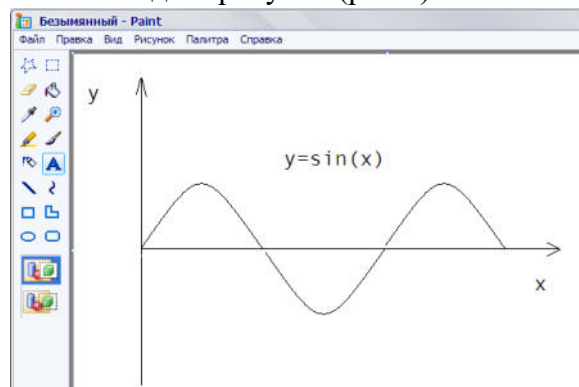 Безымянный - Paint
Файл Правка Вид Рисунок Палитра Справка
y
y=sin(x)
x